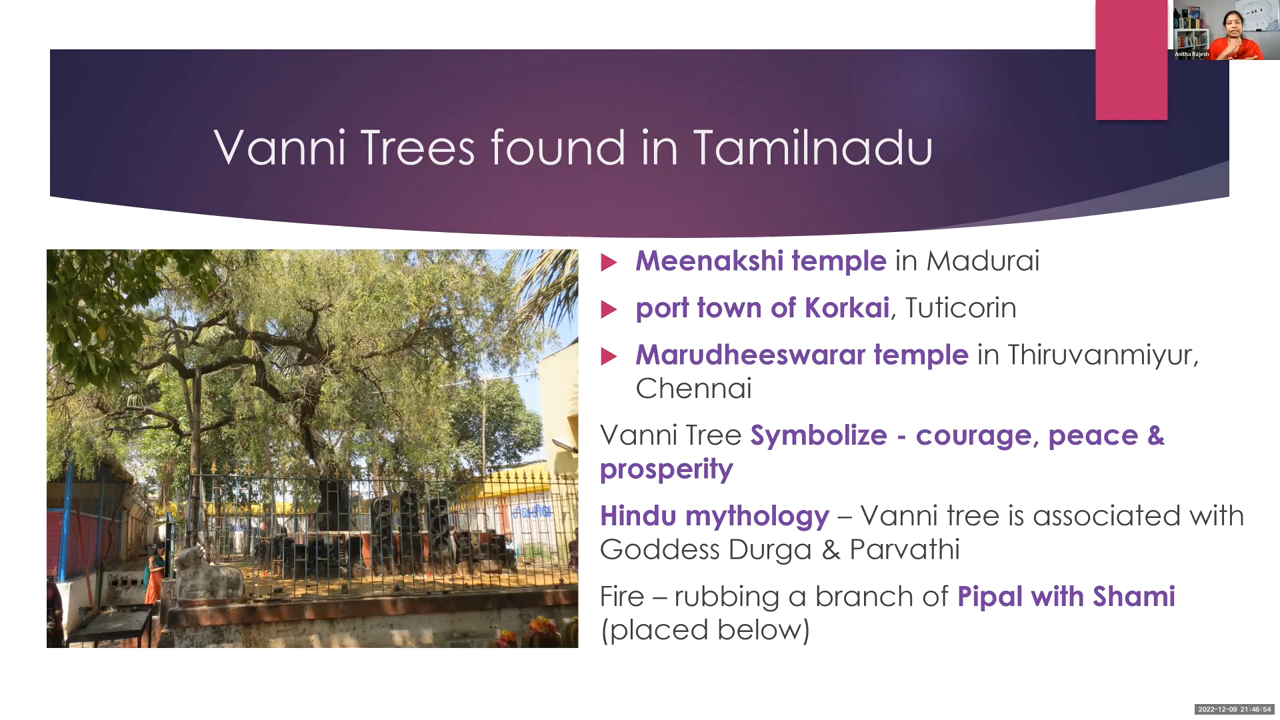 Anitha Rajesh
Vanni Trees found in Tamilnadu
Meenakshi temple in Madurai
port town of Korkai, Tuticorin
Marudheeswarar temple in Thiruvanmiyur,
Chennai
Vanni Tree Symbolize - courage, peace &
prosperity
Hindu mythology – Vanni tree is associated with
Goddess Durga & Parvathi
Fire – rubbing a branch of Pipal with Shami
(placed below)
2022-12-09 21:46:54